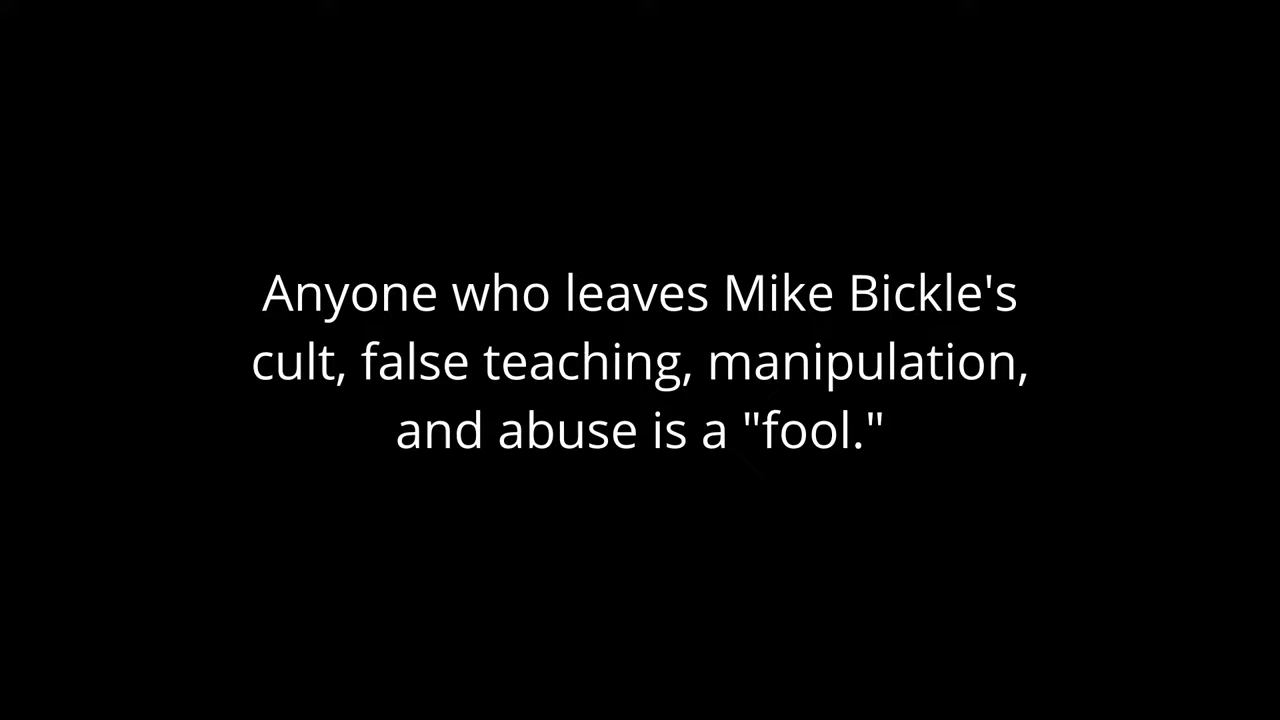 Anyone who leaves Mike Bickle's
cult, false teaching, manipulation,
and abuse is a "fool."